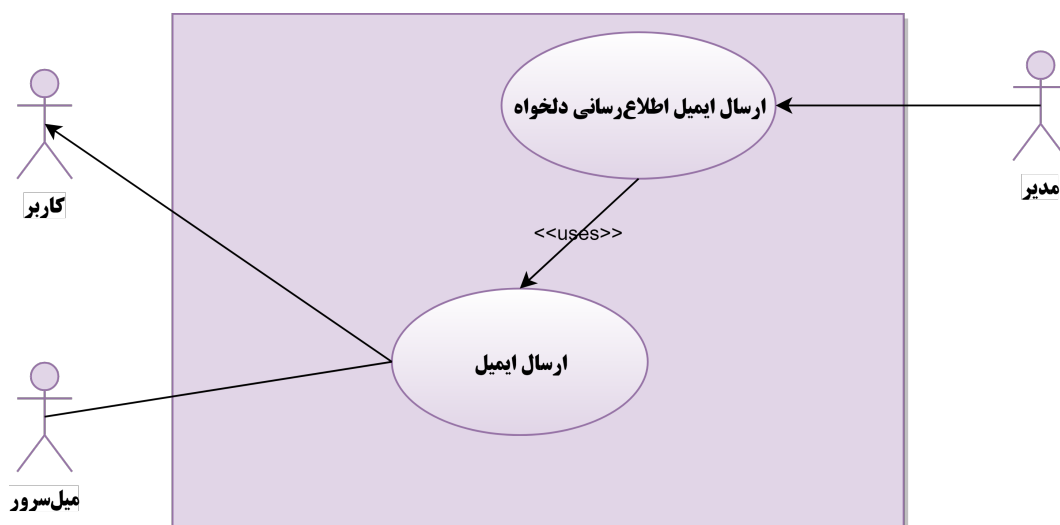 ارسال ایمیل اطلاع‌رسانی دلخواه
مدیر
کاربر
<<uses>>
ارسال ایمیل
میل‌سرور